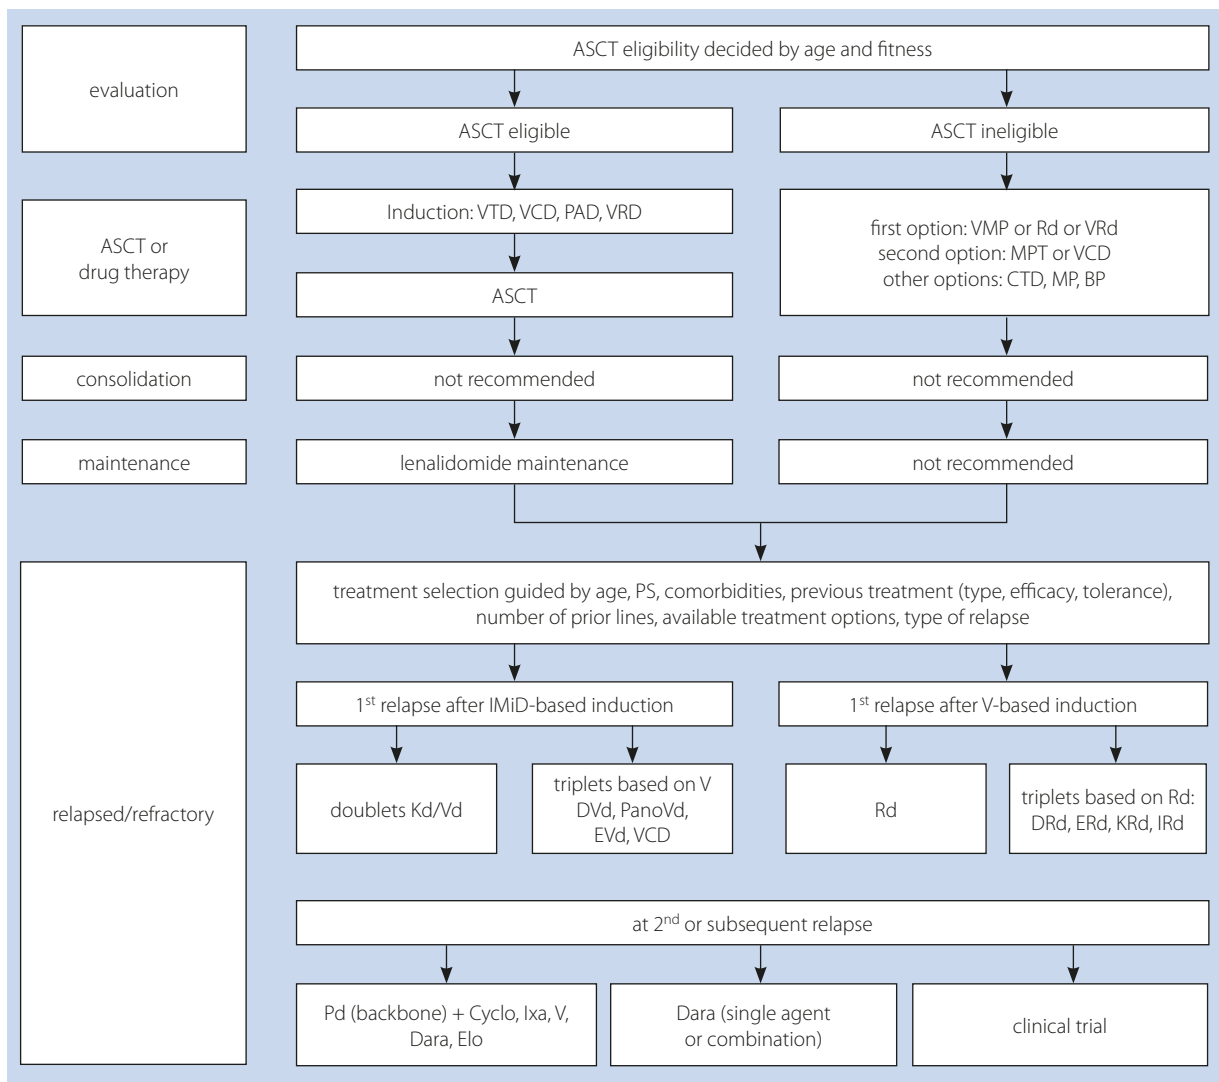 evaluation
ASCT eligibility decided by age and fitness
ASCT eligible
ASCT ineligible
ASCT or
drug therapy
Induction: VTD, VCD, PAD, VRD
ASCT
first option: VMP or Rd or VRd
second option: MPT or VCD
other options: CTD, MP, BP
consolidation
not recommended
not recommended
maintenance
lenalidomide maintenance
not recommended
relapsed/refractory
treatment selection guided by age, PS, comorbidities, previous treatment (type, efficacy, tolerance),
number of prior lines, available treatment options, type of relapse
1st relapse after IMiD-based induction
1st relapse after V-based induction
doublets Kd/Vd
triplets based on V
DVd, PanoVd,
EVd, VCD
Rd
triplets based on Rd:
DRd, ERd, KRd, IRd
at 2nd or subsequent relapse
Pd (backbone) + Cyclo, Ixa, V,
Dara, Elo
Dara (single agent
or combination)
clinical trial